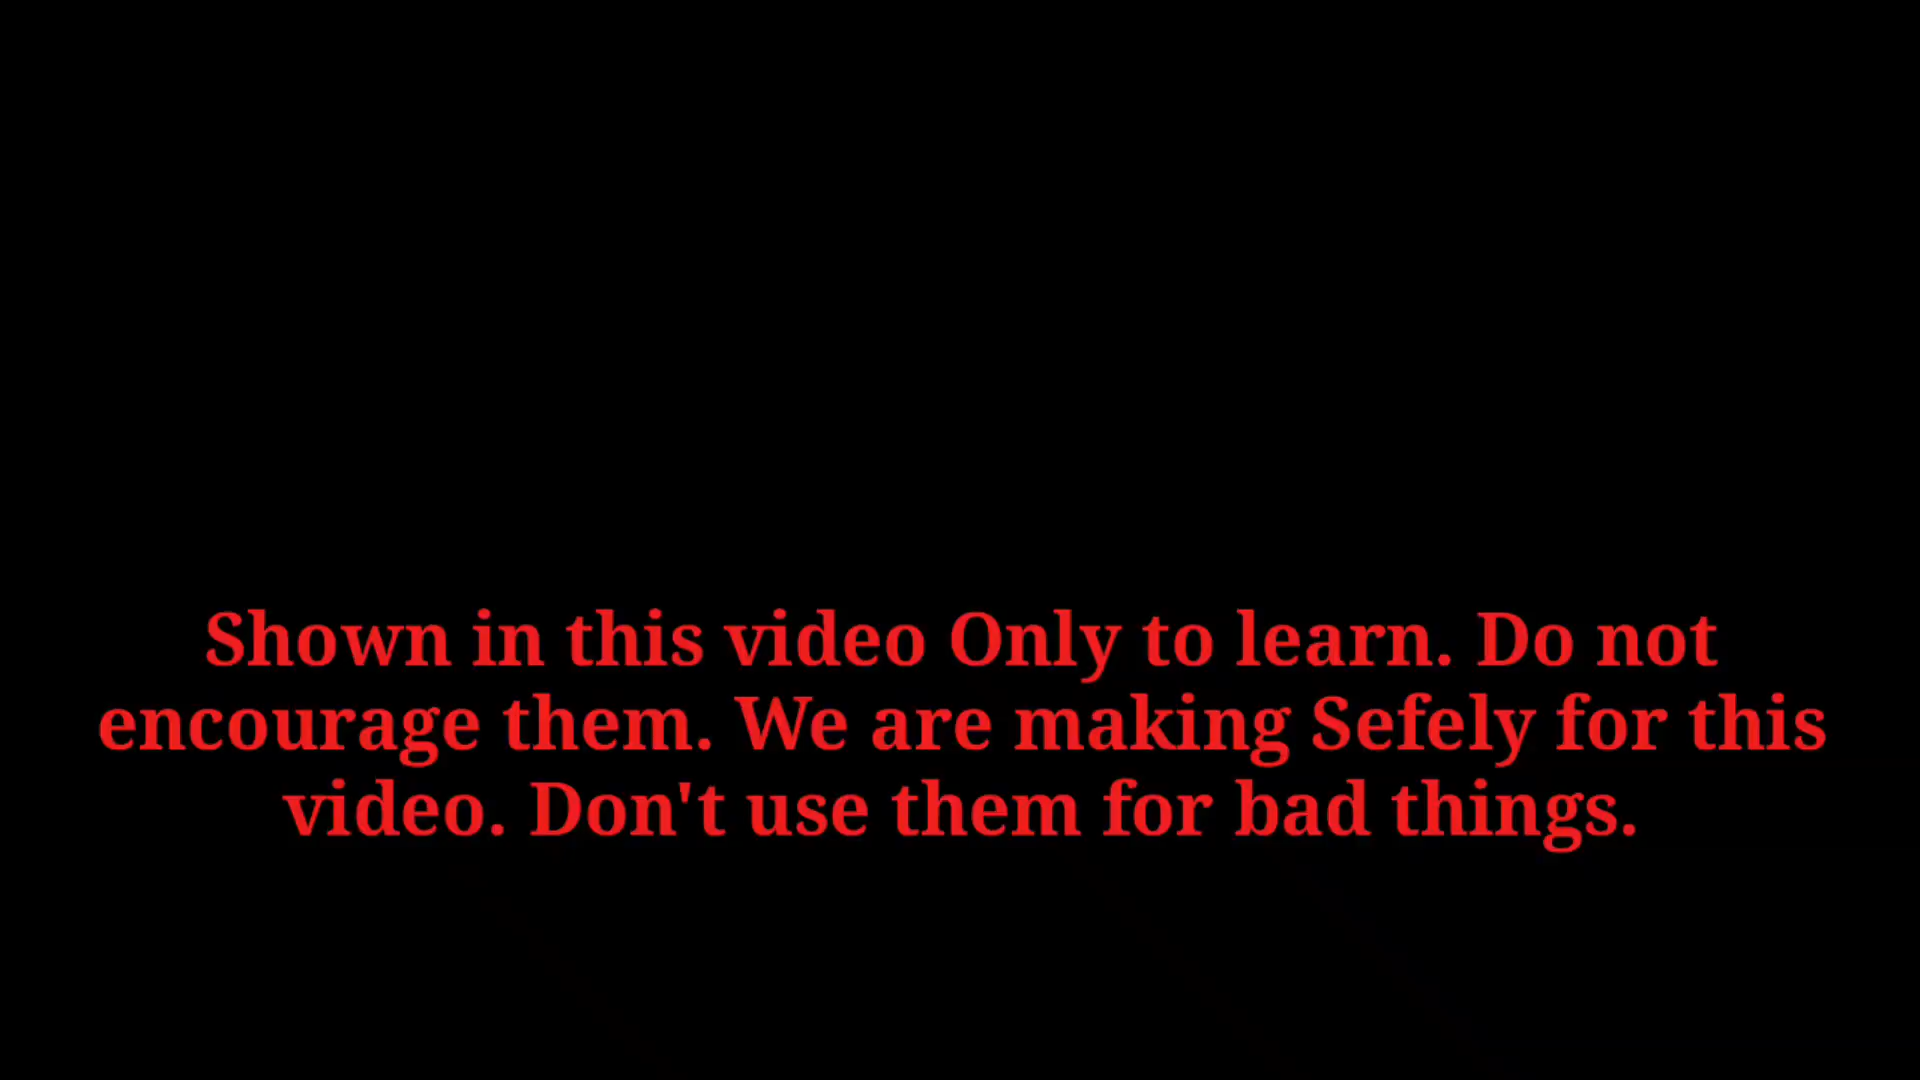 Shown in this video Only to learn. Do not
encourage them. We are making Sefely for this
video. Don't use them for bad things.